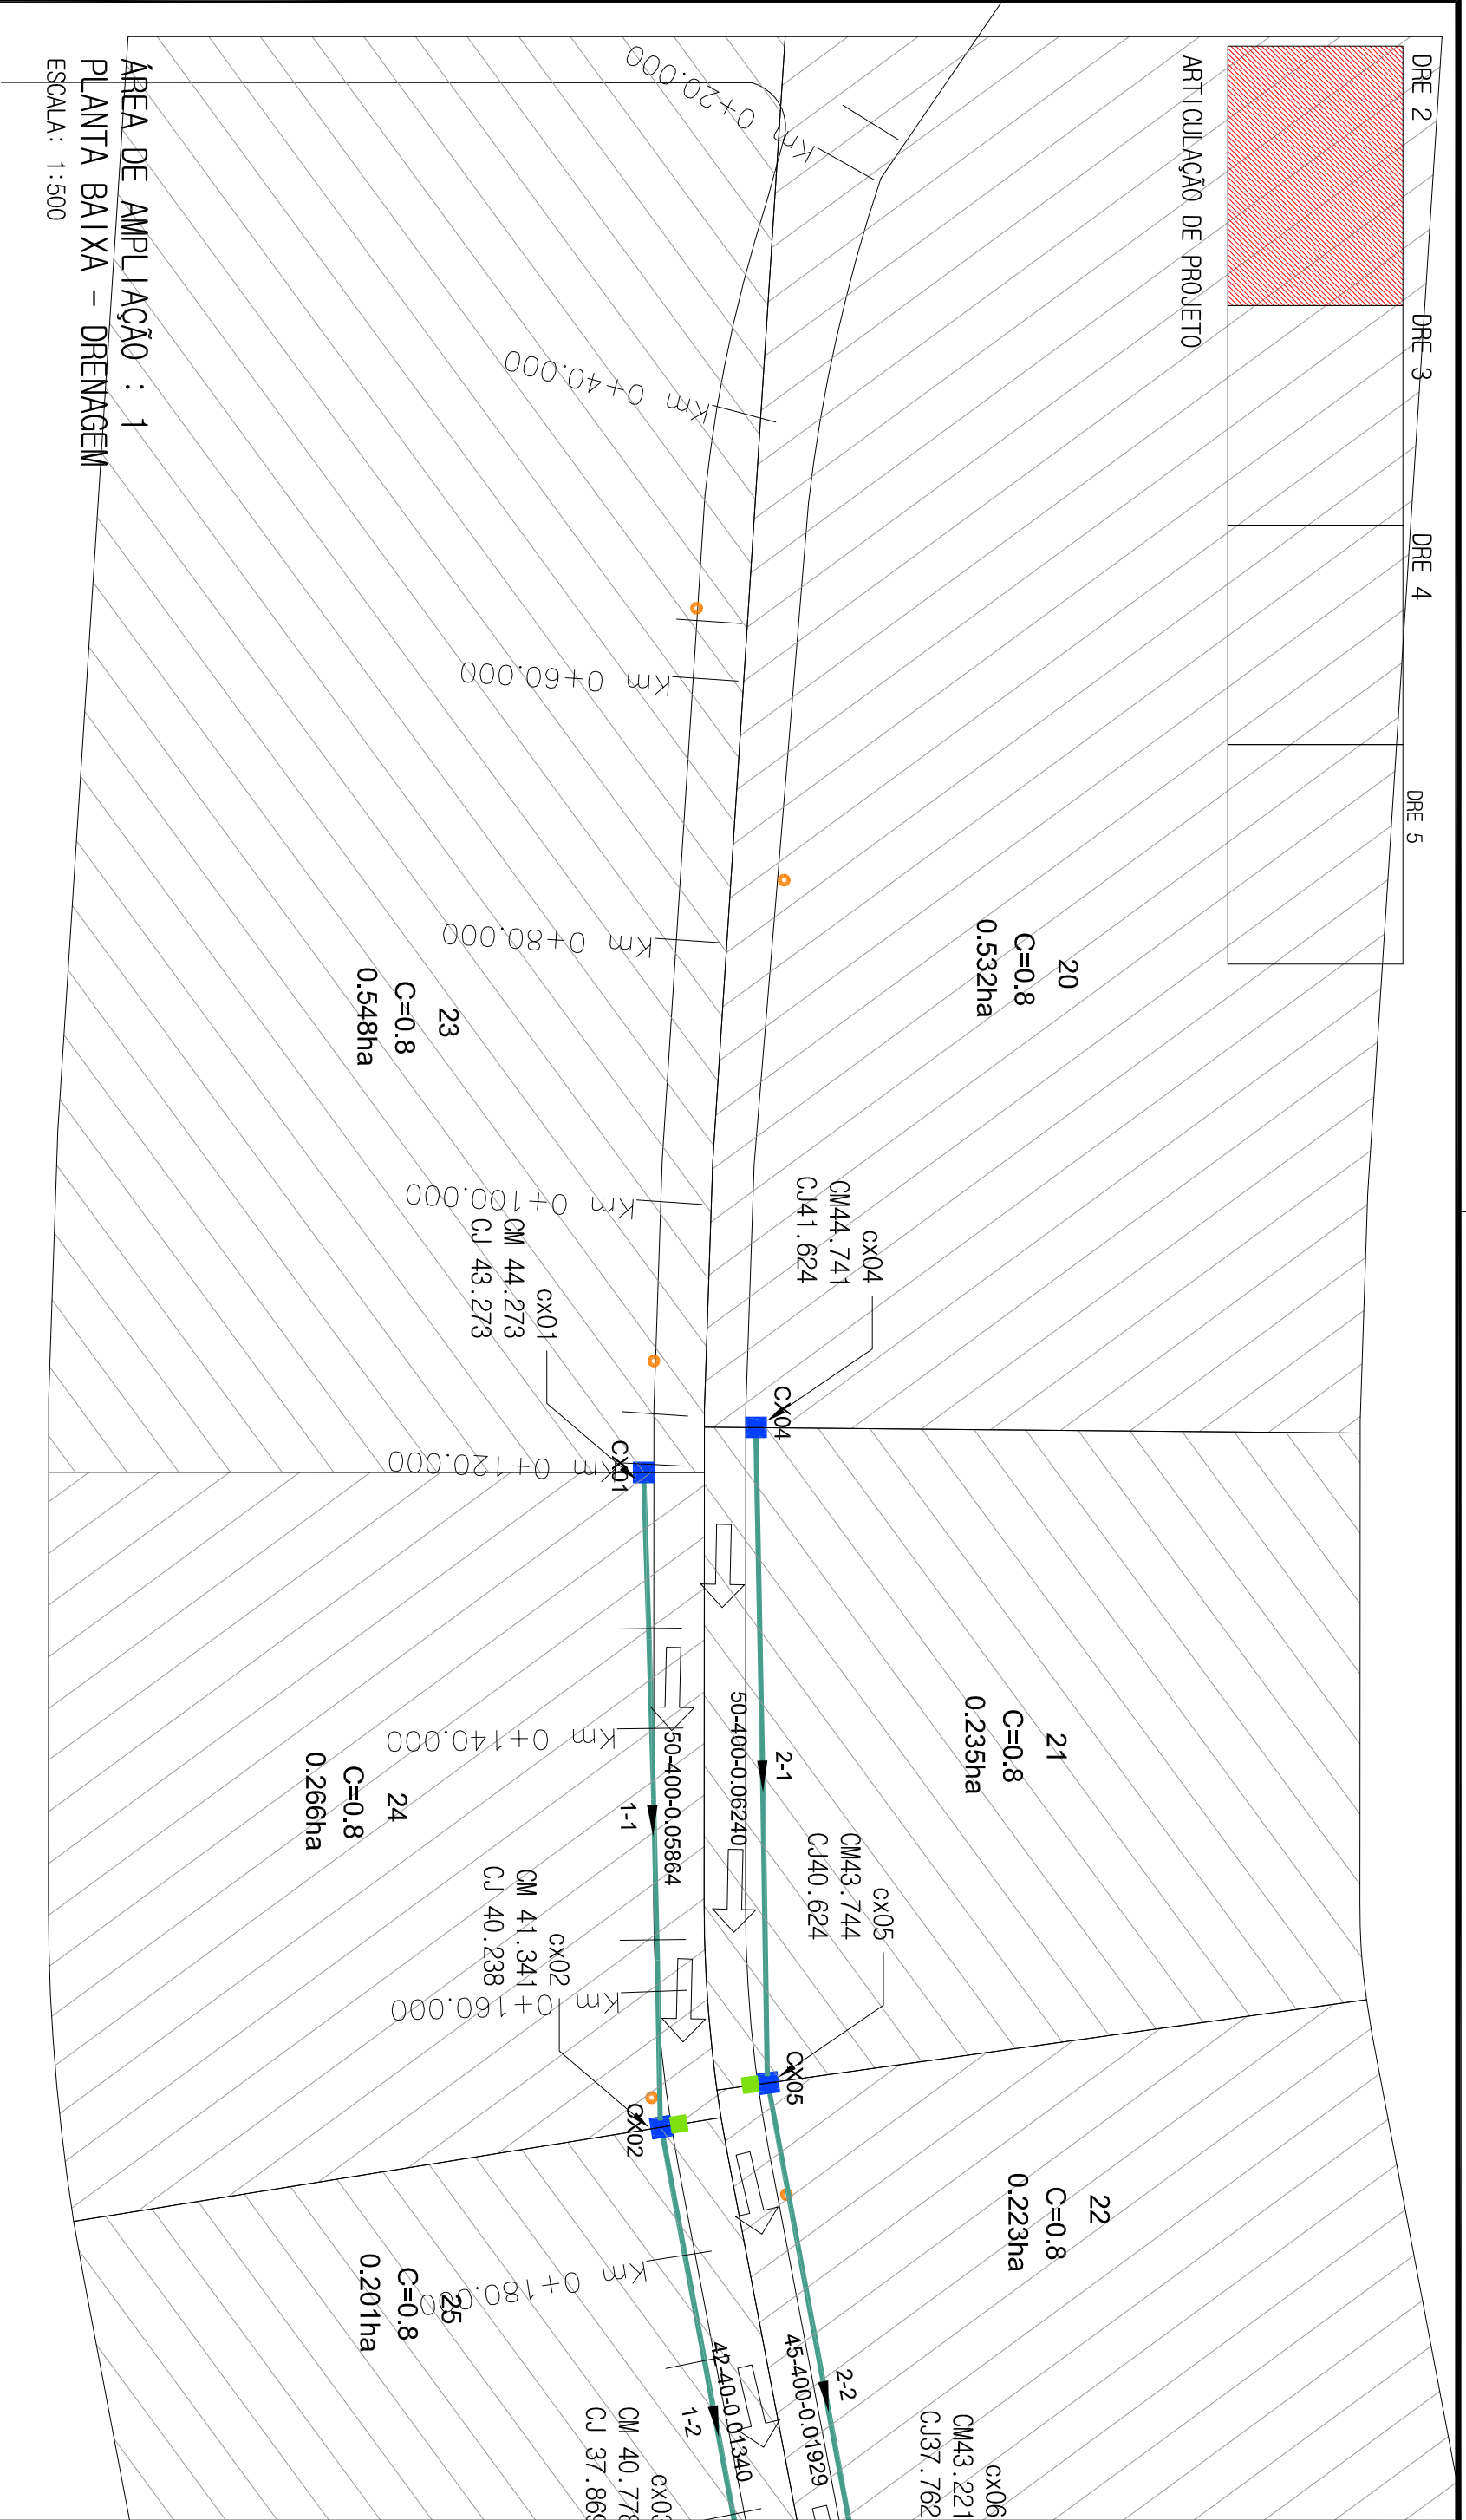 DRE 2
DRE 3
DRE 4
DRE 5
ARTICULAÇÃO DE PROJETO
Km 0+20.000
Km 0+40.000
Km 0+60.000
Km 0+80.000
Km 0+100.000
Km 0+120.000
Km 0+140.000
Km 0+160.000
20
C=0.8
0.532ha
23
C=0.8
0.548ha
cx04
CM44.741
CJ41.624
CX04
cx01
CM 44.273
CJ 43.273
CX01
21
C=0.8
0.235ha
2-1
50-400-0.06240
50-400-0.05864
1-1
24
C=0.8
0.266ha
cx05
CM43.744
CJ40.624
CX05
cx02
CM 41.341
CJ 40.238
CX02
22
C=0.8
0.223ha
25
C=0.8
0.201ha
2-2
45-400-0.01929
42-40-0.01340
1-2
cx06
CM43.221
CJ37.762
cx03
CM 40.778
ÁREA DE AMPLIAÇÃO : 1
PLANTA BAIXA - DRENAGEM
ESCALA: 1:500